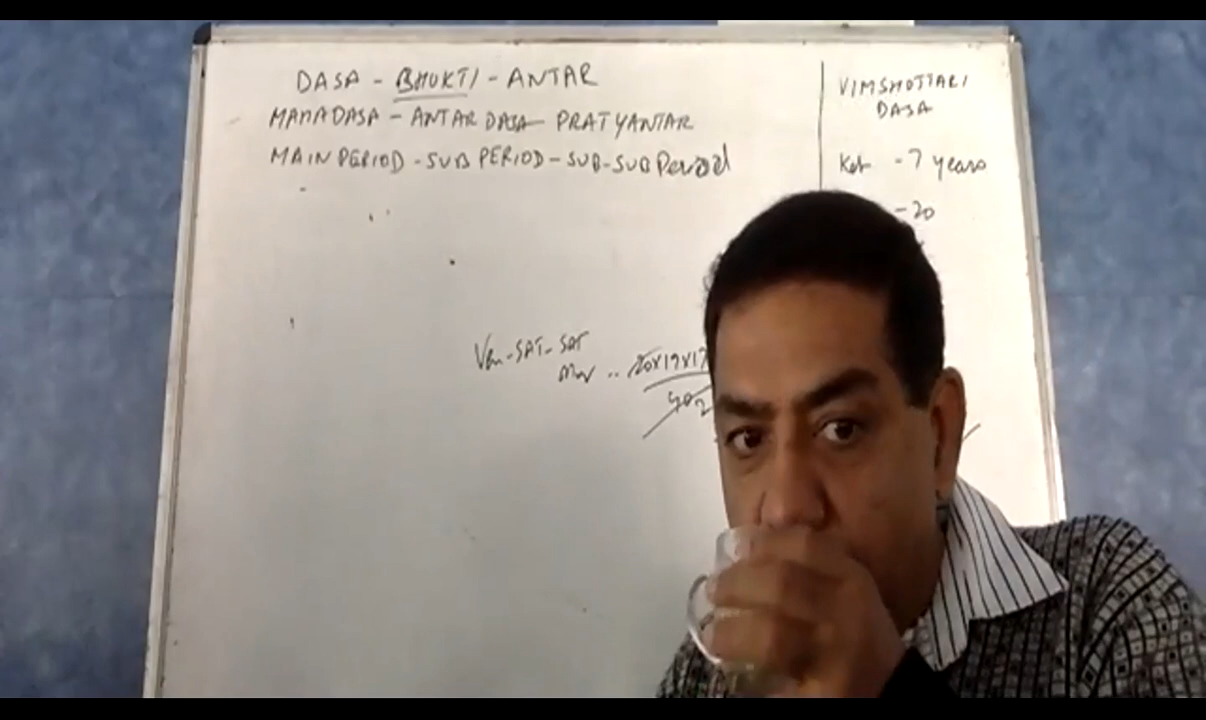 DASA - BHUKTI - ANTAR
MAHADASA - ANTAR DASA - PRATYANTAR
MAIN PERIOD - SUB PERIOD - SUB-SUB Period
VIMSHOTTARI
DASA
Ket - 7 years
- 20
Ven - SAT - SAT
20x19x17